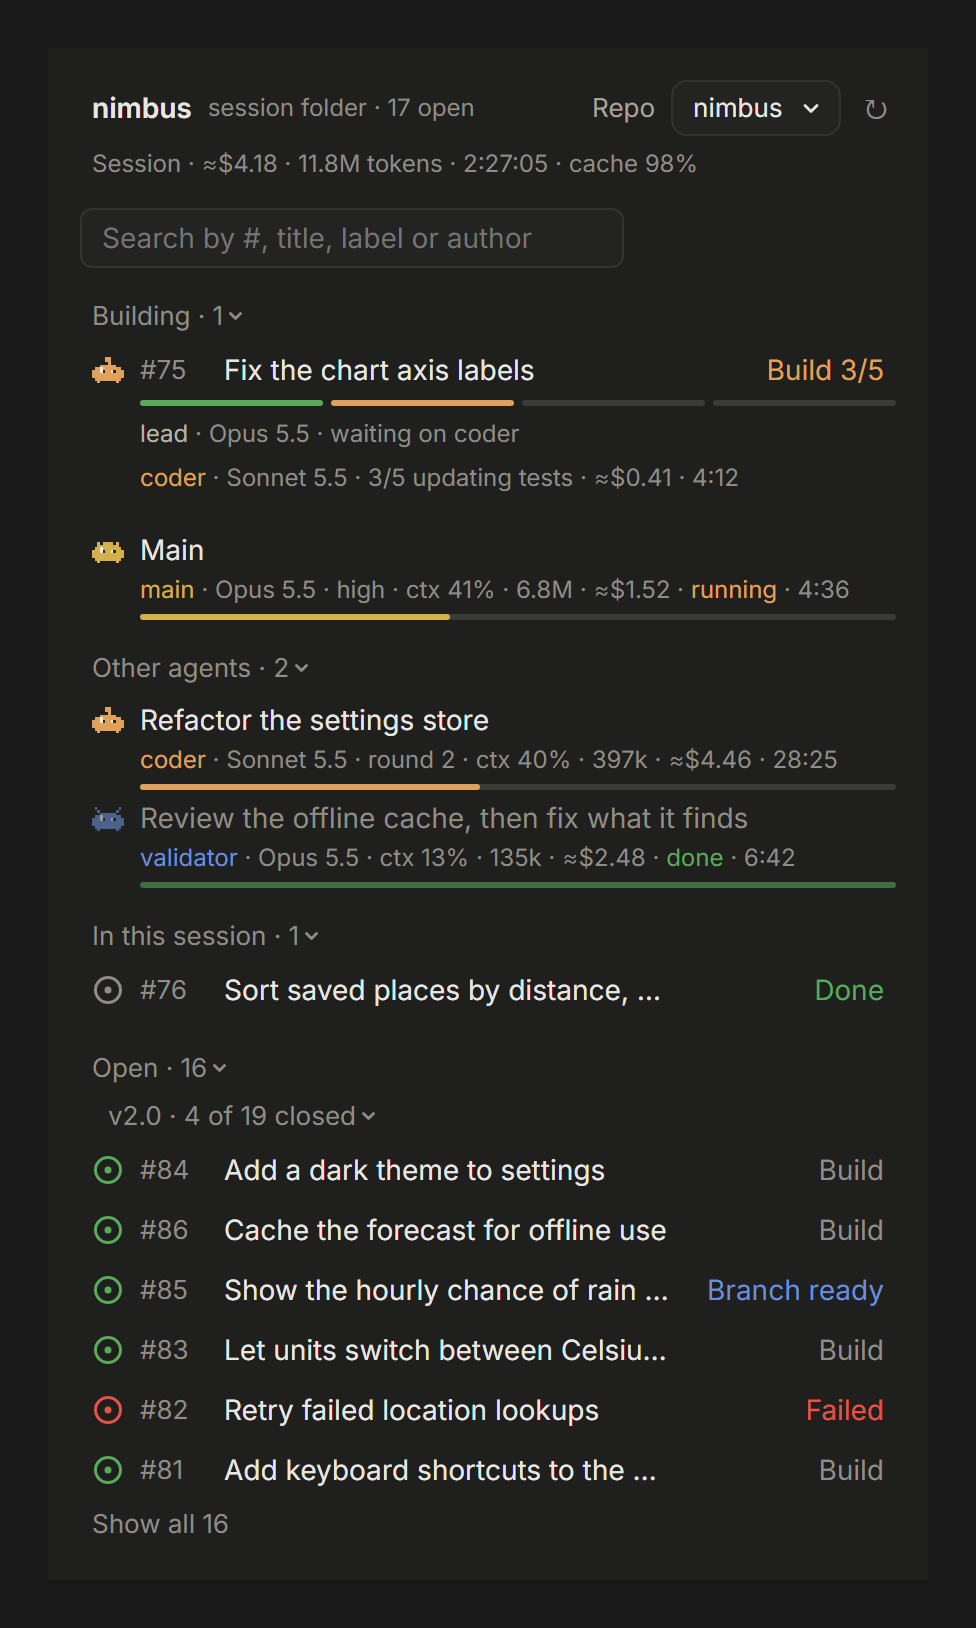 nimbus session folder · 17 open Repo nimbus
Session · ≈$4.18 · 11.8M tokens · 2:27:05 · cache 98%
Search by #, title, label or author
Building · 1
#75 Fix the chart axis labels Build 3/5
lead · Opus 5.5 · waiting on coder
coder · Sonnet 5.5 · 3/5 updating tests · ≈$0.41 · 4:12
Main
main · Opus 5.5 · high · ctx 41% · 6.8M · ≈$1.52 · running · 4:36
Other agents · 2
Refactor the settings store
coder · Sonnet 5.5 · round 2 · ctx 40% · 397k · ≈$4.46 · 28:25
Review the offline cache, then fix what it finds
validator · Opus 5.5 · ctx 13% · 135k · ≈$2.48 · done · 6:42
In this session · 1
#76 Sort saved places by distance, ... Done
Open · 16
v2.0 · 4 of 19 closed
#84 Add a dark theme to settings Build
#86 Cache the forecast for offline use Build
#85 Show the hourly chance of rain ... Branch ready
#83 Let units switch between Celsiu... Build
#82 Retry failed location lookups Failed
#81 Add keyboard shortcuts to the ... Build
Show all 16